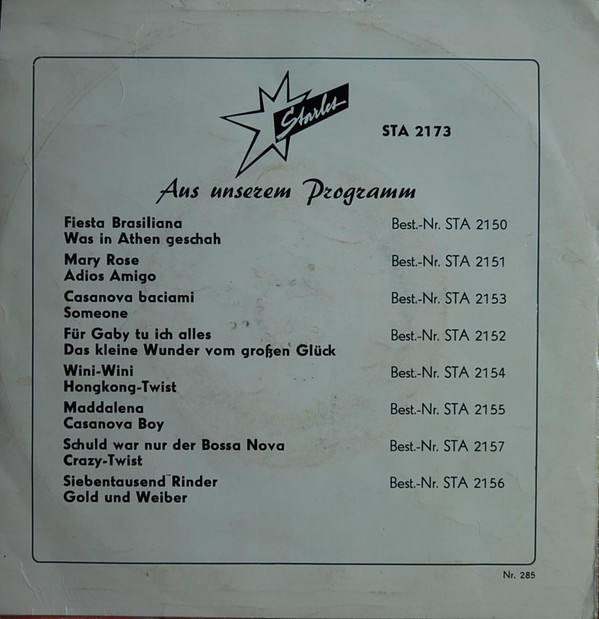 Starlet
STA 2173
Aus unserem Programm
Fiesta Brasiliana Best.-Nr. STA 2150
Was in Athen geschah
Mary Rose Best.-Nr. STA 2151
Adios Amigo
Casanova baciami Best.-Nr. STA 2153
Someone
Für Gaby tu ich alles Best.-Nr. STA 2152
Das kleine Wunder vom großen Glück
Wini-Wini Best.-Nr. STA 2154
Hongkong-Twist
Maddalena Best.-Nr. STA 2155
Casanova Boy
Schuld war nur der Bossa Nova Best.-Nr. STA 2157
Crazy-Twist
Siebentausend Rinder Best.-Nr. STA 2156
Gold und Weiber
Nr. 285